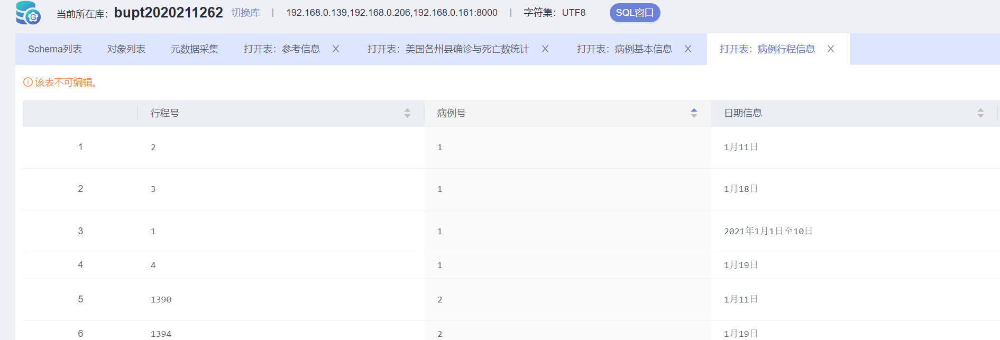 当前所在库： bupt2020211262 切换库 | 192.168.0.139,192.168.0.206,192.168.0.161:8000 | 字符集：UTF8 SQL窗口
Schema列表 对象列表 元数据采集 打开表：参考信息 X 打开表：美国各州县确诊与死亡数统计 X 打开表：病例基本信息 X 打开表：病例行程信息 X
该表不可编辑。
行程号 病例号 日期信息
1 2 1 1月11日
2 3 1 1月18日
3 1 1 2021年1月1日至10日
4 4 1 1月19日
5 1390 2 1月11日
6 1394 2 1月19日